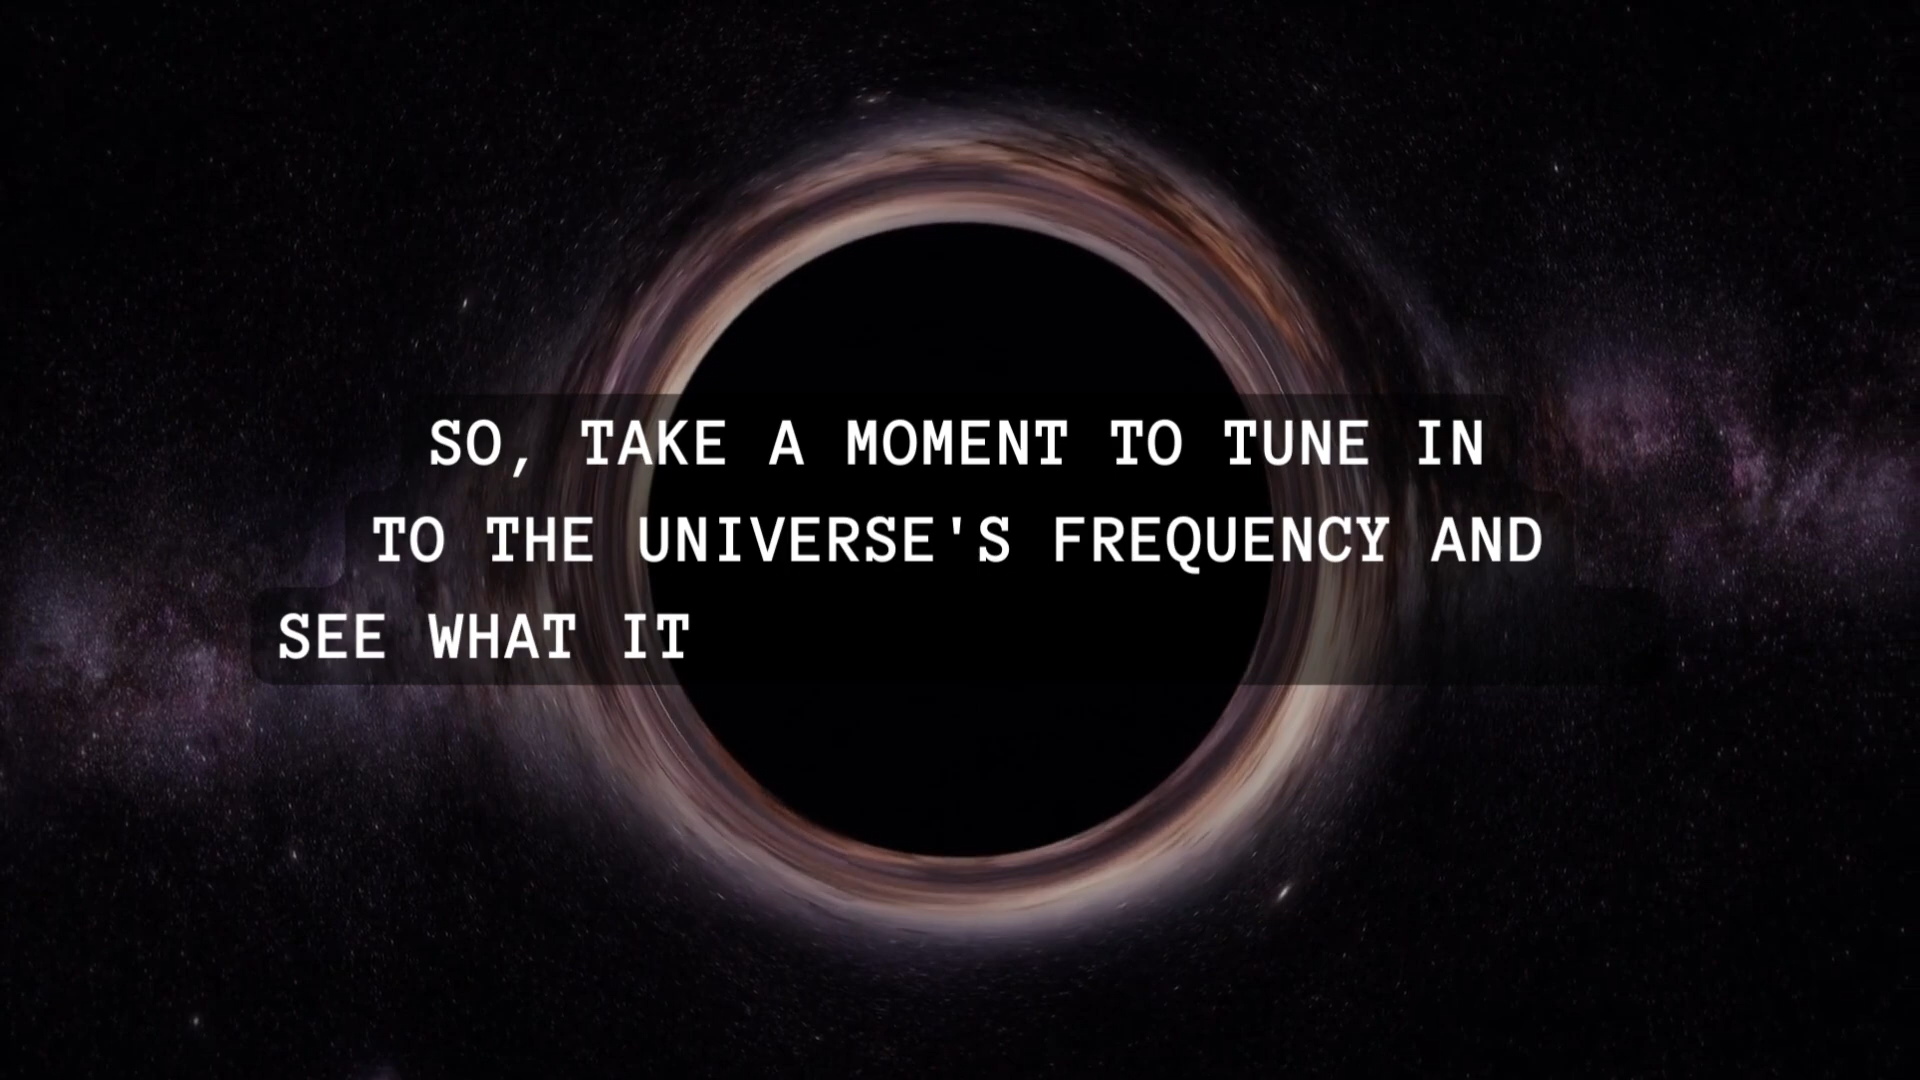 SO, TAKE A MOMENT TO TUNE IN
TO THE UNIVERSE'S FREQUENCY AND
SEE WHAT IT